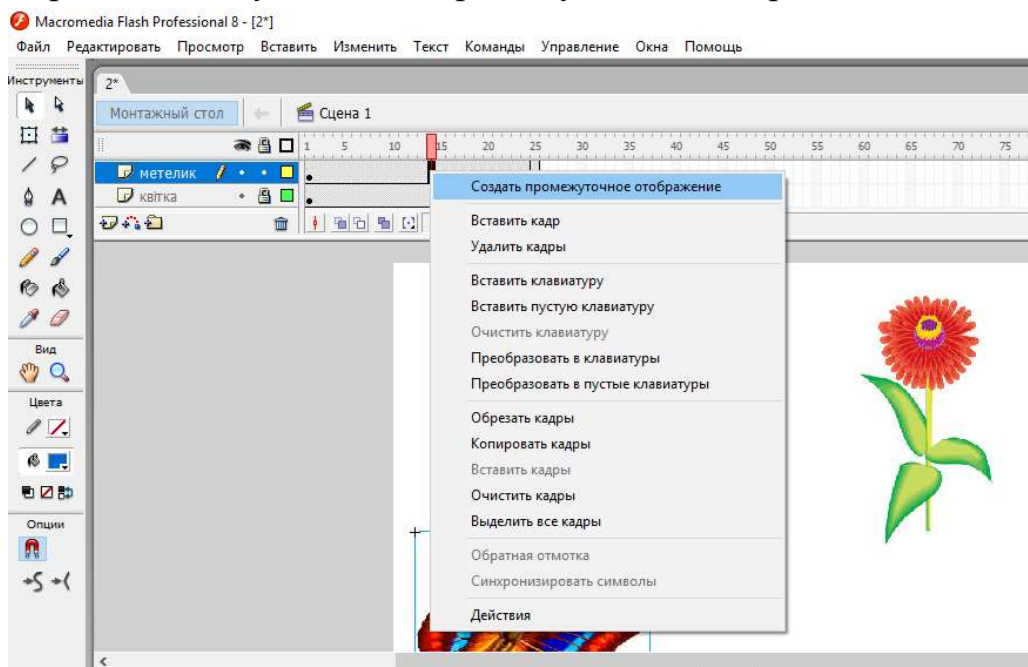 Macromedia Flash Professional 8 - [2*]
Файл Редактировать Просмотр Вставить Изменить Текст Команды Управление Окна Помощь
Инструменты
2*
Монтажный стол
Сцена 1
1 5 10 15 20 25 30 35 40 45 50 55 60 65 70 75
метелик
квітка
Создать промежуточное отображение
Вставить кадр
Удалить кадры
Вставить клавиатуру
Вставить пустую клавиатуру
Очистить клавиатуру
Преобразовать в клавиатуры
Преобразовать в пустые клавиатуры
Обрезать кадры
Копировать кадры
Вставить кадры
Очистить кадры
Выделить все кадры
Обратная отмотка
Синхронизировать символы
Действия
Вид
Цвета
Опции